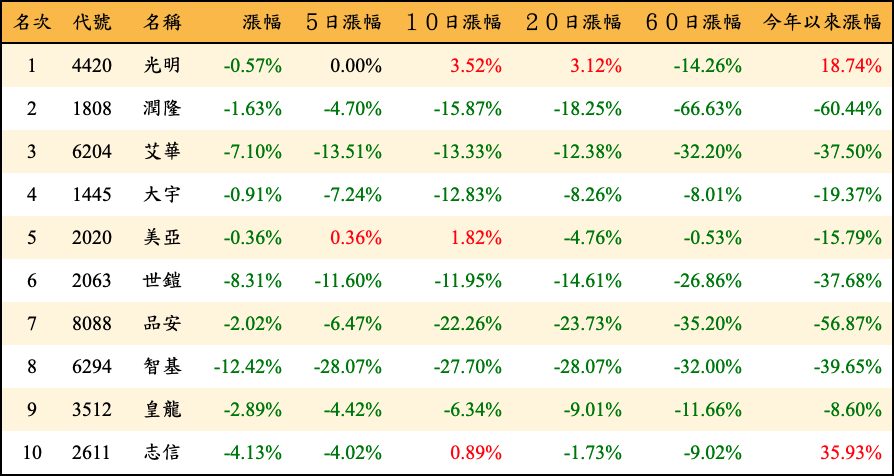 名次 代號 名稱 漲幅 5日漲幅 10日漲幅 20日漲幅 60日漲幅 今年以來漲幅
1 4420 光明 -0.57% 0.00% 3.52% 3.12% -14.26% 18.74%
2 1808 潤隆 -1.63% -4.70% -15.87% -18.25% -66.63% -60.44%
3 6204 艾華 -7.10% -13.51% -13.33% -12.38% -32.20% -37.50%
4 1445 大宇 -0.91% -7.24% -12.83% -8.26% -8.01% -19.37%
5 2020 美亞 -0.36% 0.36% 1.82% -4.76% -0.53% -15.79%
6 2063 世鎧 -8.31% -11.60% -11.95% -14.61% -26.86% -37.68%
7 8088 品安 -2.02% -6.47% -22.26% -23.73% -35.20% -56.87%
8 6294 智基 -12.42% -28.07% -27.70% -28.07% -32.00% -39.65%
9 3512 皇龍 -2.89% -4.42% -6.34% -9.01% -11.66% -8.60%
10 2611 志信 -4.13% -4.02% 0.89% -1.73% -9.02% 35.93%